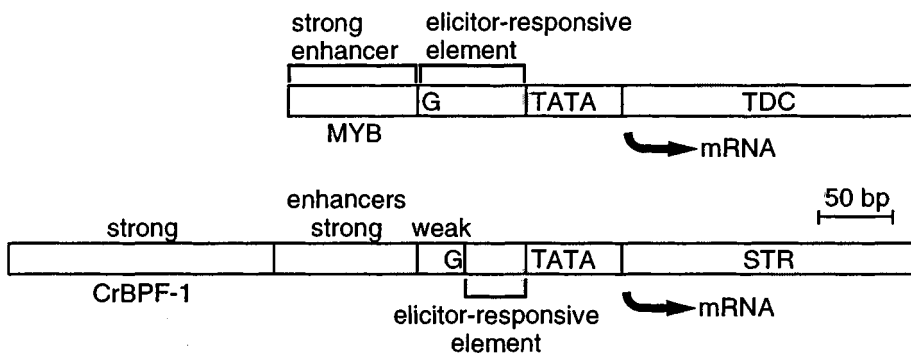 strong enhancer
elicitor-responsive element
G TATA TDC
MYB
mRNA
50 bp
enhancers
strong strong weak
G TATA STR
CrBPF-1
mRNA
elicitor-responsive element